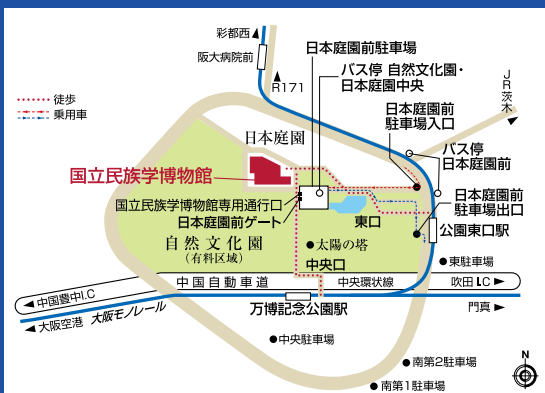 彩都西
阪大病院前
R171
日本庭園前駐車場
バス停 自然文化園・
日本庭園中央
JR茨木
徒歩
乗用車
日本庭園前
駐車場入口
日本庭園
バス停
日本庭園前
国立民族学博物館
国立民族学博物館専用通行口
日本庭園前ゲート
日本庭園前
駐車場出口
東口
公園東口駅
自然文化園
(有料区域)
太陽の塔
中央口
東駐車場
中国自動車道
中央環状線
吹田I.C
中国豊中I.C
大阪空港
大阪モノレール
万博記念公園駅
門真
中央駐車場
南第2駐車場
南第1駐車場
N